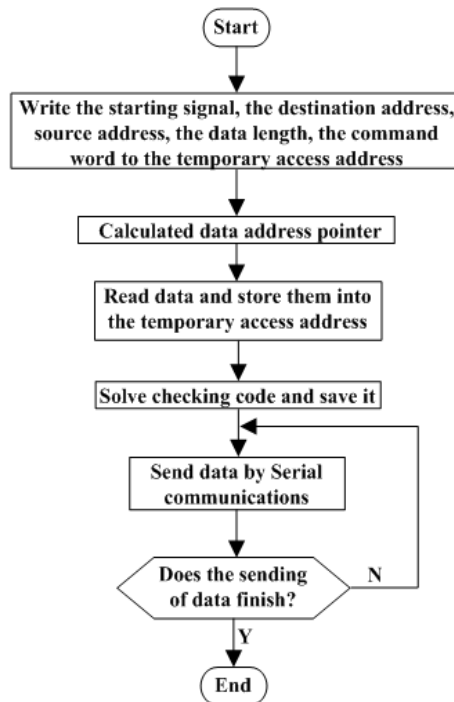 Start
Write the starting signal, the destination address,
source address, the data length, the command
word to the temporary access address
Calculated data address pointer
Read data and store them into
the temporary access address
Solve checking code and save it
Send data by Serial
communications
Does the sending
of data finish?
N
Y
End